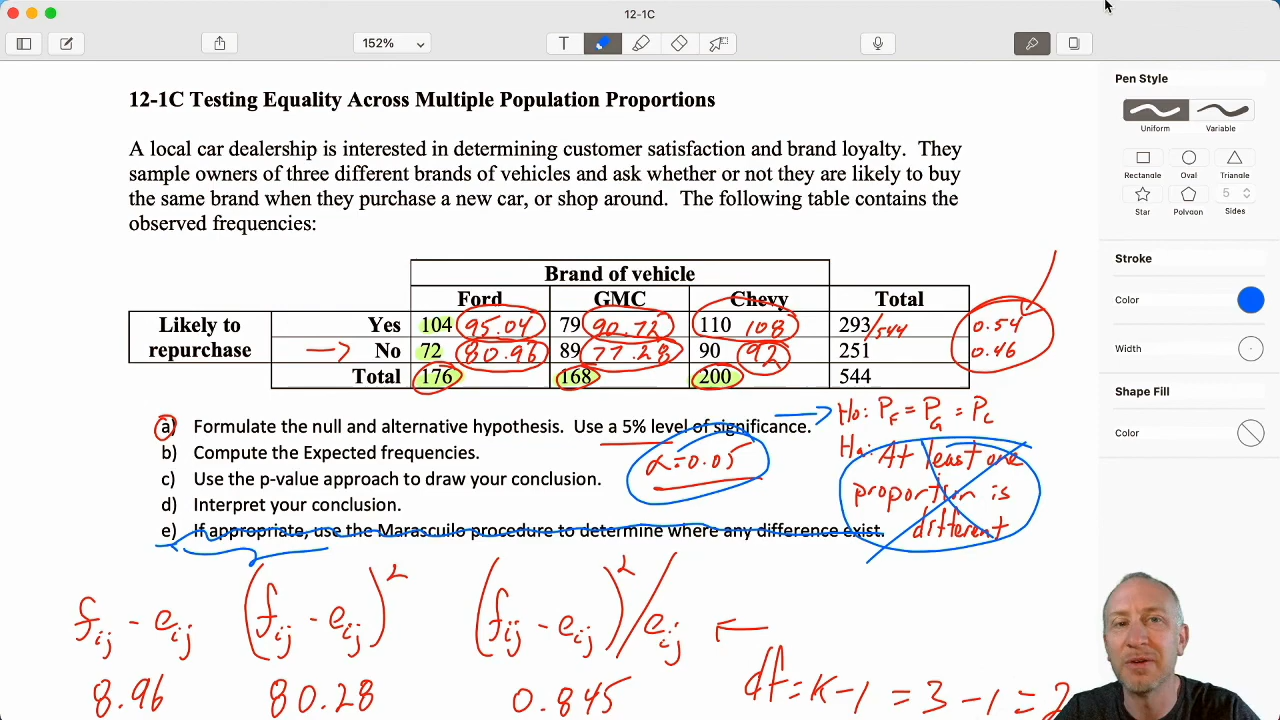 12-1C
152%
T
12-1C Testing Equality Across Multiple Population Proportions
Pen Style
Uniform Variable
Rectangle Oval Triangle
Star Polygon 5 Sides
Stroke
Color
Width
Shape Fill
Color
A local car dealership is interested in determining customer satisfaction and brand loyalty. They
sample owners of three different brands of vehicles and ask whether or not they are likely to buy
the same brand when they purchase a new car, or shop around. The following table contains the
observed frequencies:
Brand of vehicle
Ford GMC Chevy Total
Likely to repurchase
Yes 104 95.04 79 90.72 110 108 293/544 0.54
No 72 80.96 89 77.28 90 92 251 0.46
Total 176 168 200 544
a) Formulate the null and alternative hypothesis. Use a 5% level of significance.
b) Compute the Expected frequencies.
c) Use the p-value approach to draw your conclusion.
d) Interpret your conclusion.
e) If appropriate, use the Marascuilo procedure to determine where any difference exist.
α=0.05
Ho: PF = PG = PC
Ha: At least one
proportion is
different
fij - eij (fij - eij)² (fij - eij)²/eij
8.96 80.28 0.845
df = K-1 = 3-1 = 2